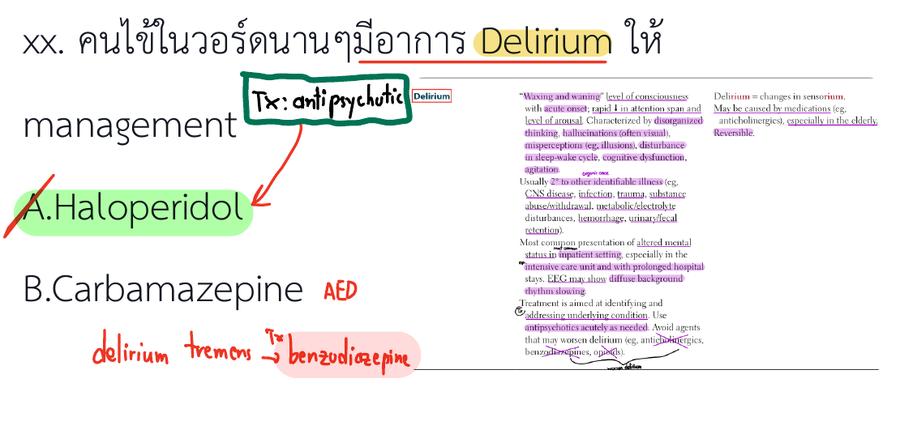 xx. คนไข้ในวอร์ดนานๆมีอาการ Delirium ให้
management
Tx: antipsychotic
A.Haloperidol
B.Carbamazepine AED
delirium tremens Tx → benzodiazepine
Delirium
"Waxing and waning" level of consciousness
with acute onset; rapid ↓ in attention span and
level of arousal. Characterized by disorganized
thinking, hallucinations (often visual),
misperceptions (eg, illusions), disturbance
in sleep-wake cycle, cognitive dysfunction,
agitation.
Usually 2° to other identifiable illness (eg,
CNS disease, infection, trauma, substance
abuse/withdrawal, metabolic/electrolyte
disturbances, hemorrhage, urinary/fecal
retention).
Most common presentation of altered mental
status in inpatient setting, especially in the
intensive care unit and with prolonged hospital
stays. EEG may show diffuse background
rhythm slowing.
Treatment is aimed at identifying and
addressing underlying condition. Use
antipsychotics acutely as needed. Avoid agents
that may worsen delirium (eg, anticholinergics,
benzodiazepines, opioids).
worsen delirium
Delirium = changes in sensorium.
May be caused by medications (eg,
anticholinergics), especially in the elderly.
Reversible.